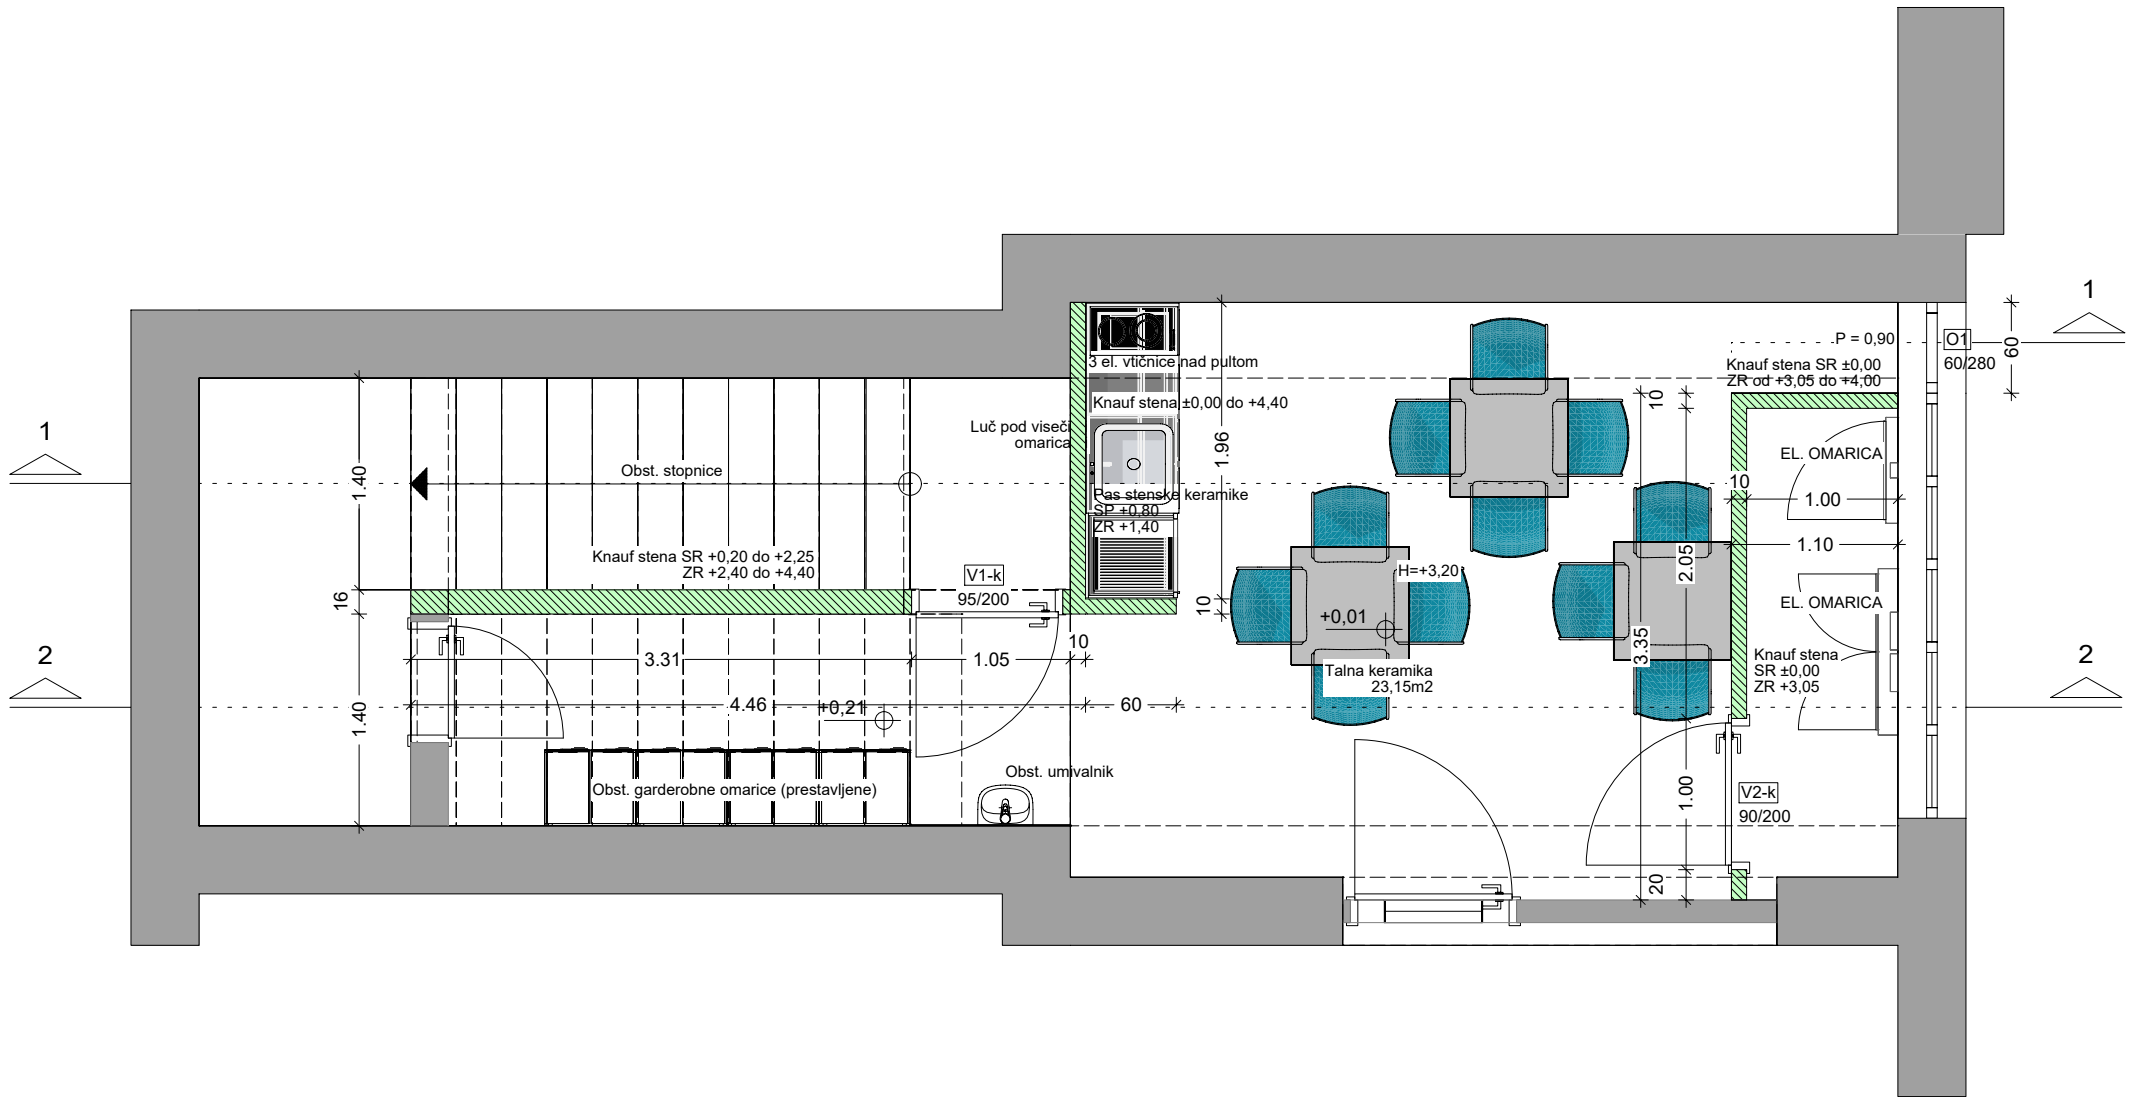 1
2
1
2
1.40
16
1.40
Obst. stopnice
Knauf stena SR +0,20 do +2,25
ZR +2,40 do +4,40
V1-k
95/200
3.31
1.05
10
4.46
+0,21
60
Obst. garderobne omarice (prestavljene)
Obst. umivalnik
Luč pod viseči
omarica
3 el. vtičnice nad pultom
Knauf stena ±0,00 do +4,40
Pas stenske keramike
SP +0,80
ZR +1,40
1.96
10
H=+3,20
+0,01
Talna keramika
23,15m2
3.35
10
2.05
1.00
20
P = 0,90
Knauf stena SR ±0,00
ZR od +3,05 do +4,00
O1
60/280
60
EL. OMARICA
10
1.00
1.10
EL. OMARICA
Knauf stena
SR ±0,00
ZR +3,05
V2-k
90/200